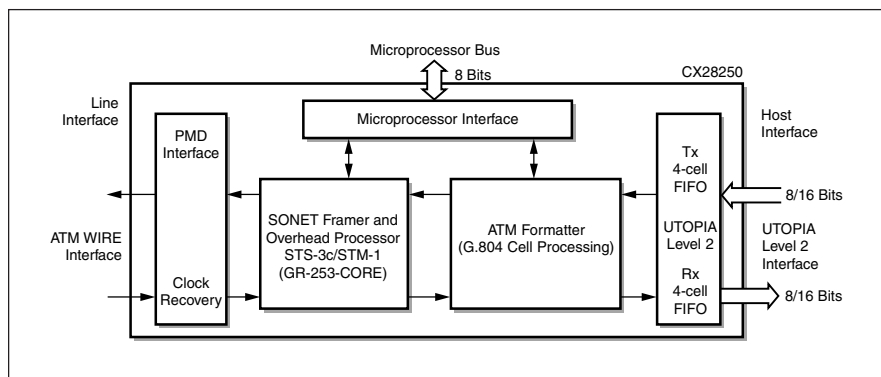 Microprocessor Bus
8 Bits
CX28250
Line
Interface
Microprocessor Interface
Host
Interface
PMD
Interface
Tx
4-cell
FIFO
8/16 Bits
SONET Framer and
Overhead Processor
STS-3c/STM-1
(GR-253-CORE)
ATM Formatter
(G.804 Cell Processing)
ATM WIRE
Interface
UTOPIA
Level 2
UTOPIA
Level 2
Interface
Clock
Recovery
Rx
4-cell
FIFO
8/16 Bits